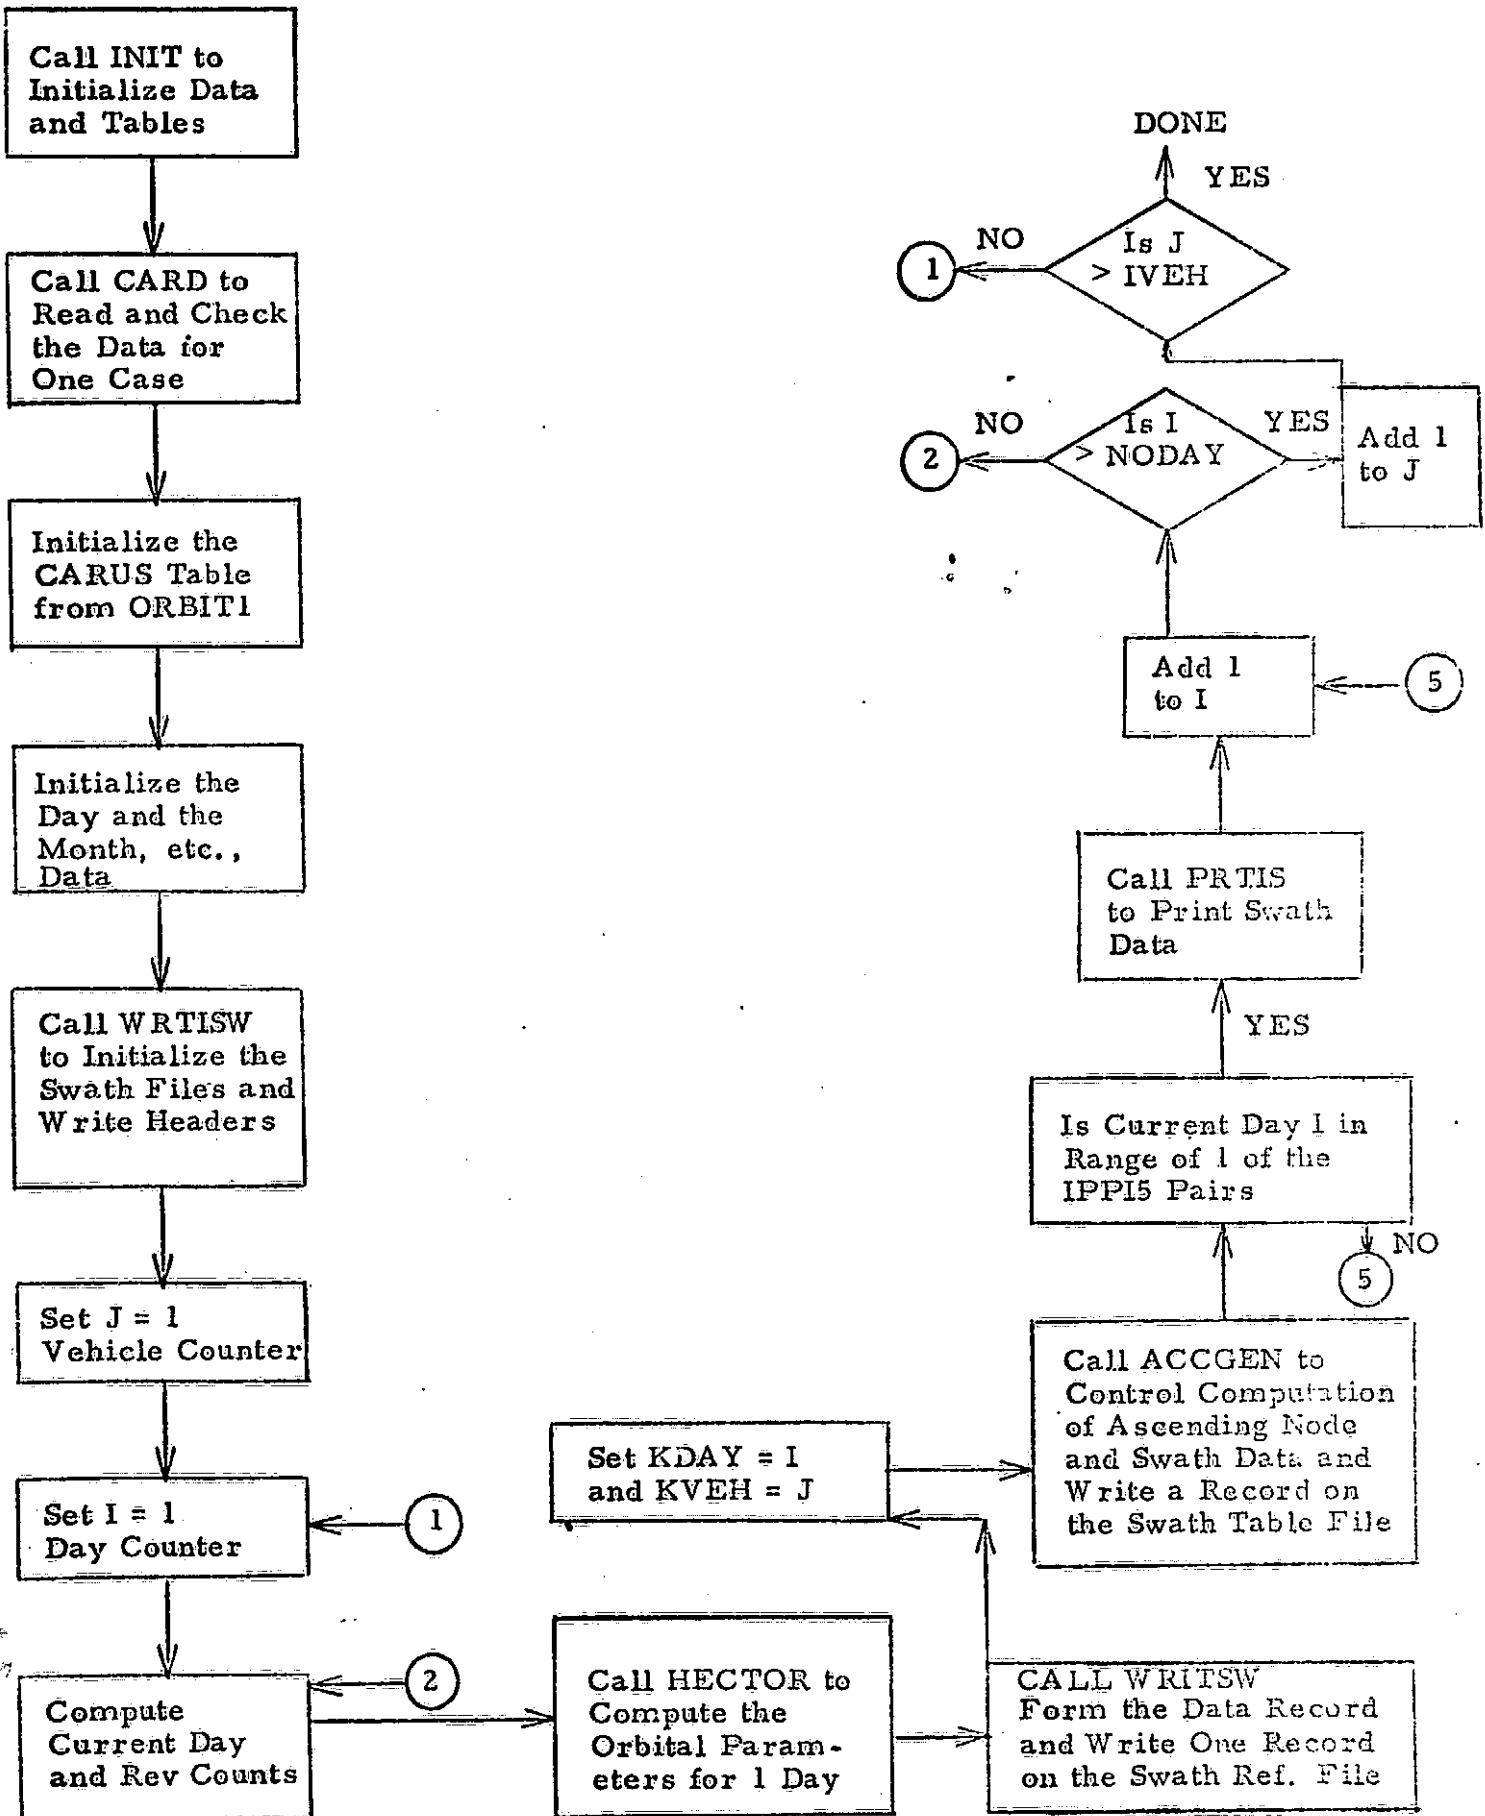 Call INIT to
Initialize Data
and Tables
Call CARD to
Read and Check
the Data for
One Case
Initialize the
CARUS Table
from ORBIT1
Initialize the
Day and the
Month, etc.,
Data
Call WRTISW
to Initialize the
Swath Files and
Write Headers
Set J = 1
Vehicle Counter
Set I = 1
Day Counter
1
Compute
Current Day
and Rev Counts
2
Call HECTOR to
Compute the
Orbital Param-
eters for 1 Day
CALL WRITSW
Form the Data Record
and Write One Record
on the Swath Ref. File
Set KDAY = I
and KVEH = J
Call ACCGEN to
Control Computation
of Ascending Node
and Swath Data and
Write a Record on
the Swath Table File
Is Current Day I in
Range of 1 of the
IPPI5 Pairs
NO
5
YES
Call PRTIS
to Print Swath
Data
Add 1
to I
5
Is I
> NODAY
NO
2
YES
Add 1
to J
Is J
> IVEH
NO
1
YES
DONE